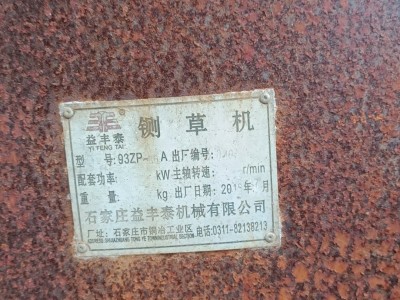 益丰泰 铡草机
YI FENG TAI
型 号:93ZP- A 出厂编号:
配套功率: kW 主轴转速: r/min
重 量: kg 出厂日期: 201 年 月
石家庄益丰泰机械有限公司
厂址:石家庄市铜冶工业区 电话:0311-82138213